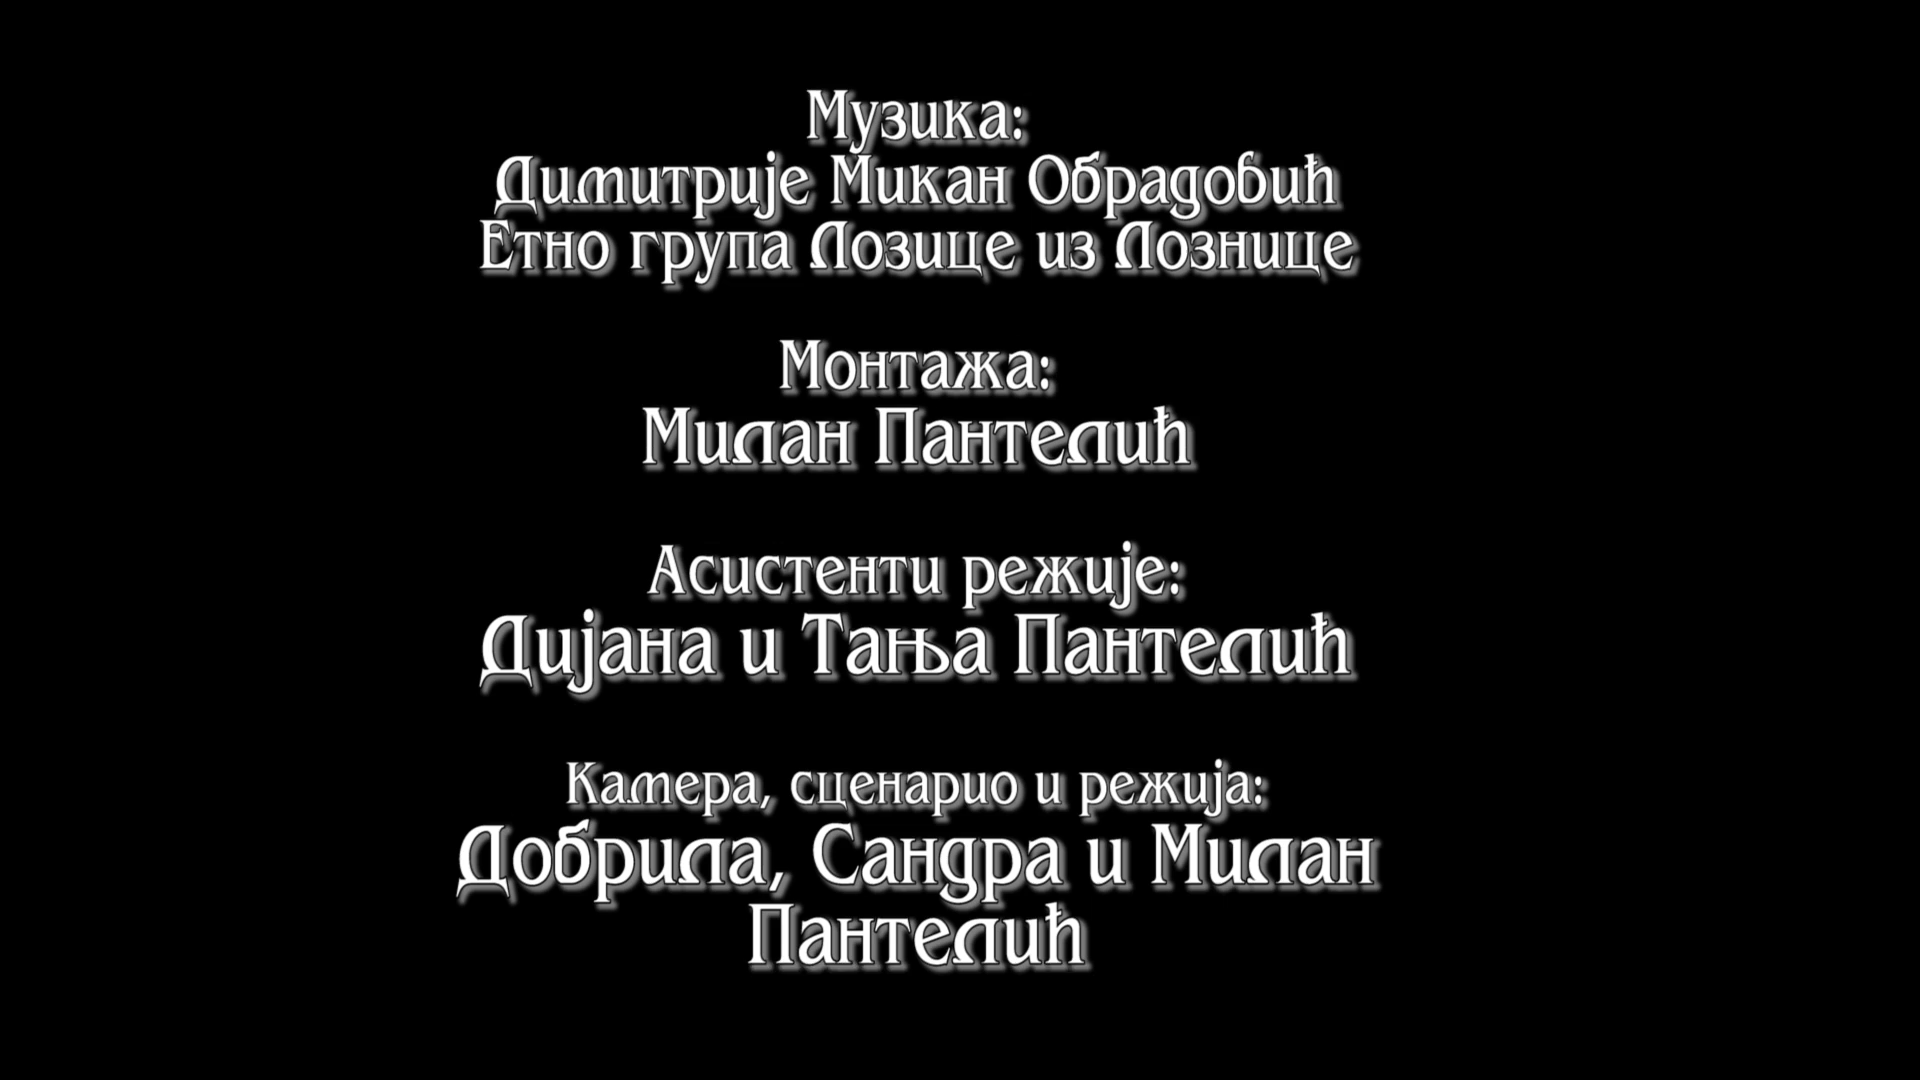 Музика:
Димитрије Микан Обрадовић
Етно група Лозице из Лознице
Монтажа:
Милан Пантелић
Асистенти режије:
Дијана и Тања Пантелић
Камера, сценарио и режија:
Добрила, Сандра и Милан
Пантелић